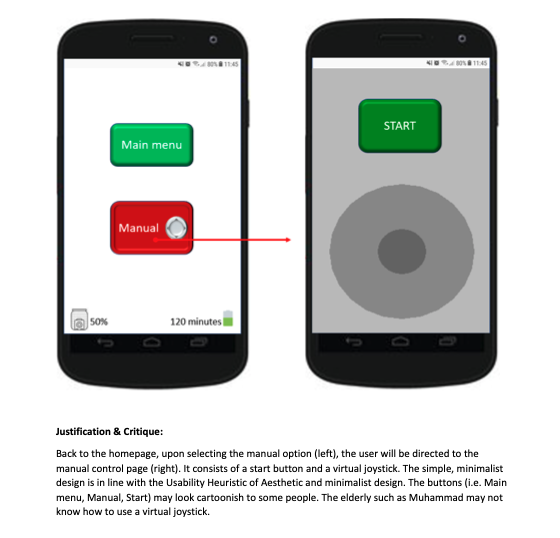 80% 11:45
80% 11:45
Main menu
START
Manual
50%
120 minutes
Justification & Critique:
Back to the homepage, upon selecting the manual option (left), the user will be directed to the
manual control page (right). It consists of a start button and a virtual joystick. The simple, minimalist
design is in line with the Usability Heuristic of Aesthetic and minimalist design. The buttons (i.e. Main
menu, Manual, Start) may look cartoonish to some people. The elderly such as Muhammad may not
know how to use a virtual joystick.